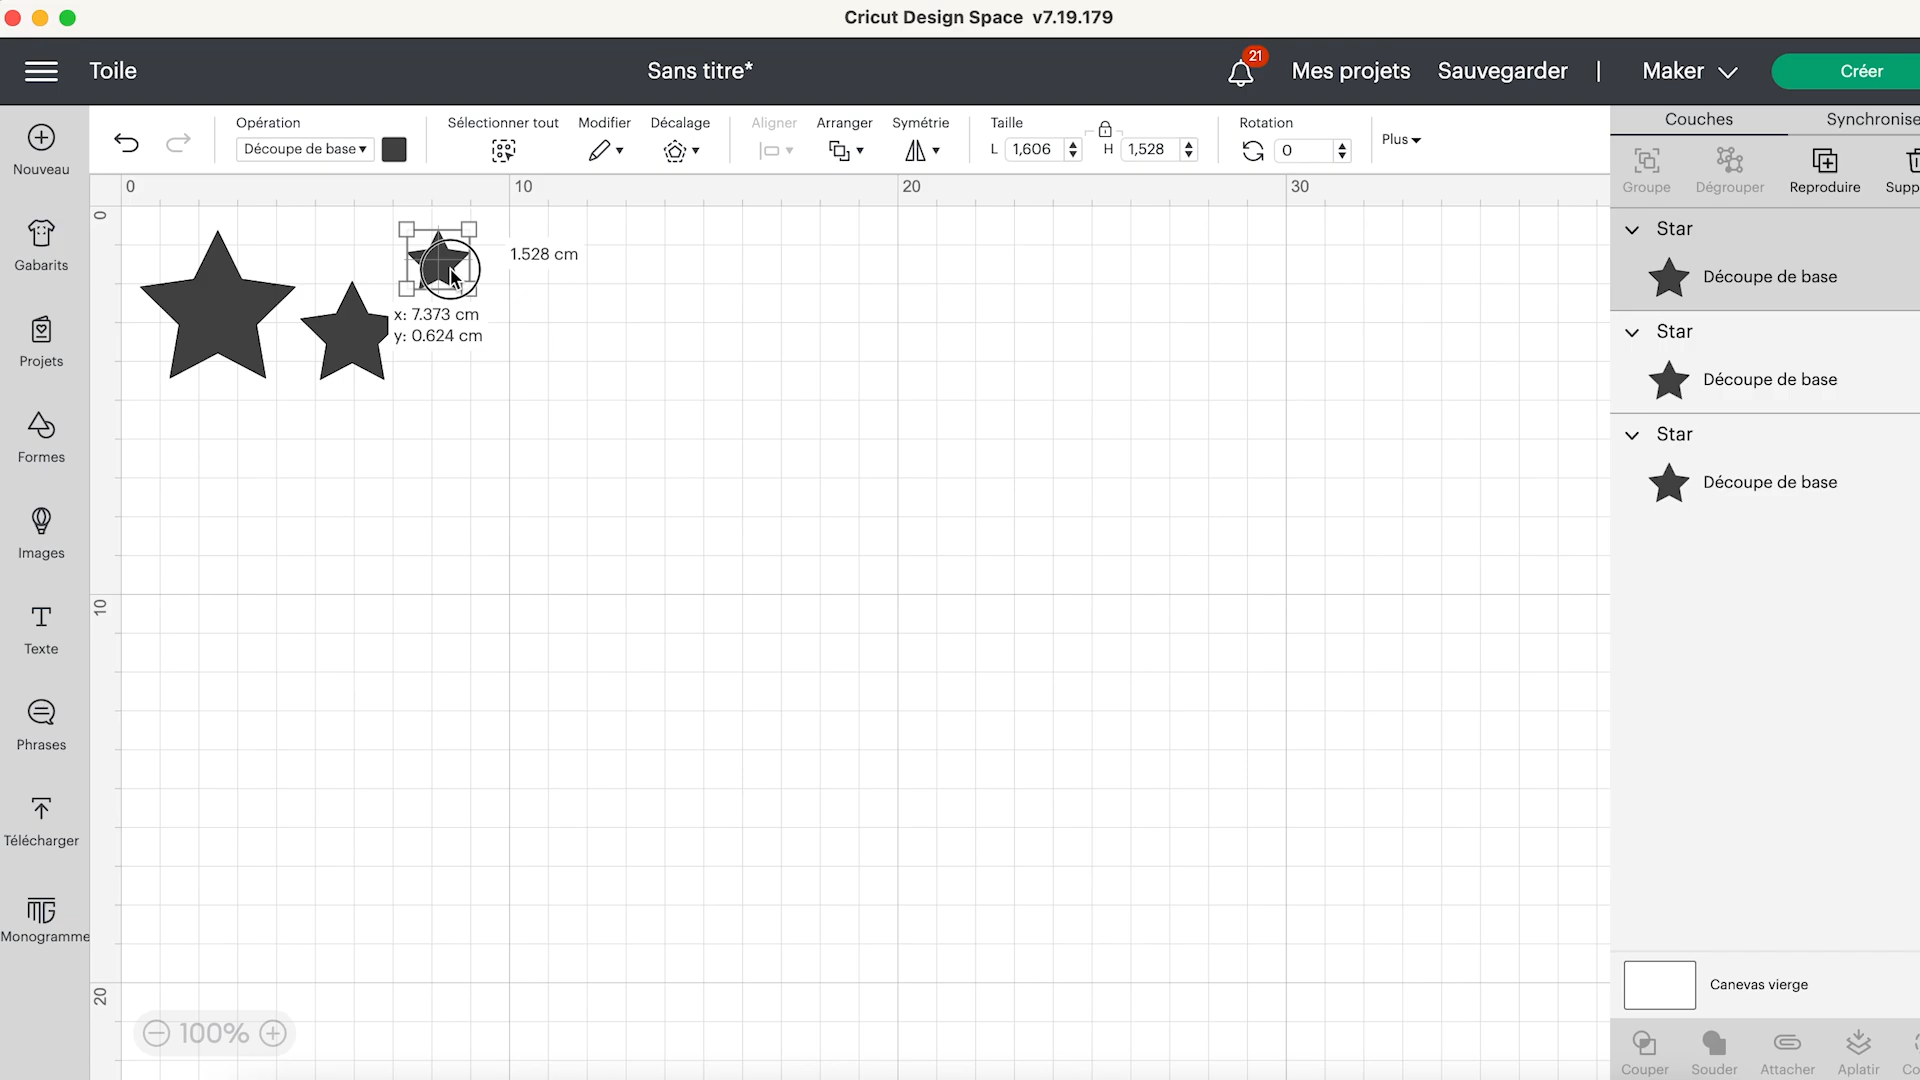 Cricut Design Space  v7.19.179
Toile
Sans titre*
21
Mes projets
Sauvegarder
|
Maker
Créer
Nouveau
Gabarits
Projets
Formes
Images
Texte
Phrases
Télécharger
Monogramme
Opération
Découpe de base
Sélectionner tout
Modifier
Décalage
Aligner
Arranger
Symétrie
Taille
L 1,606
H 1,528
Rotation
0
Plus
0 10 20 30
0
10
20
1.528 cm
x: 7.373 cm
y: 0.624 cm
100%
Couches
Synchronise
Groupe
Dégrouper
Reproduire
Supp
Star
Découpe de base
Star
Découpe de base
Star
Découpe de base
Canevas vierge
Couper
Souder
Attacher
Aplatir
Co